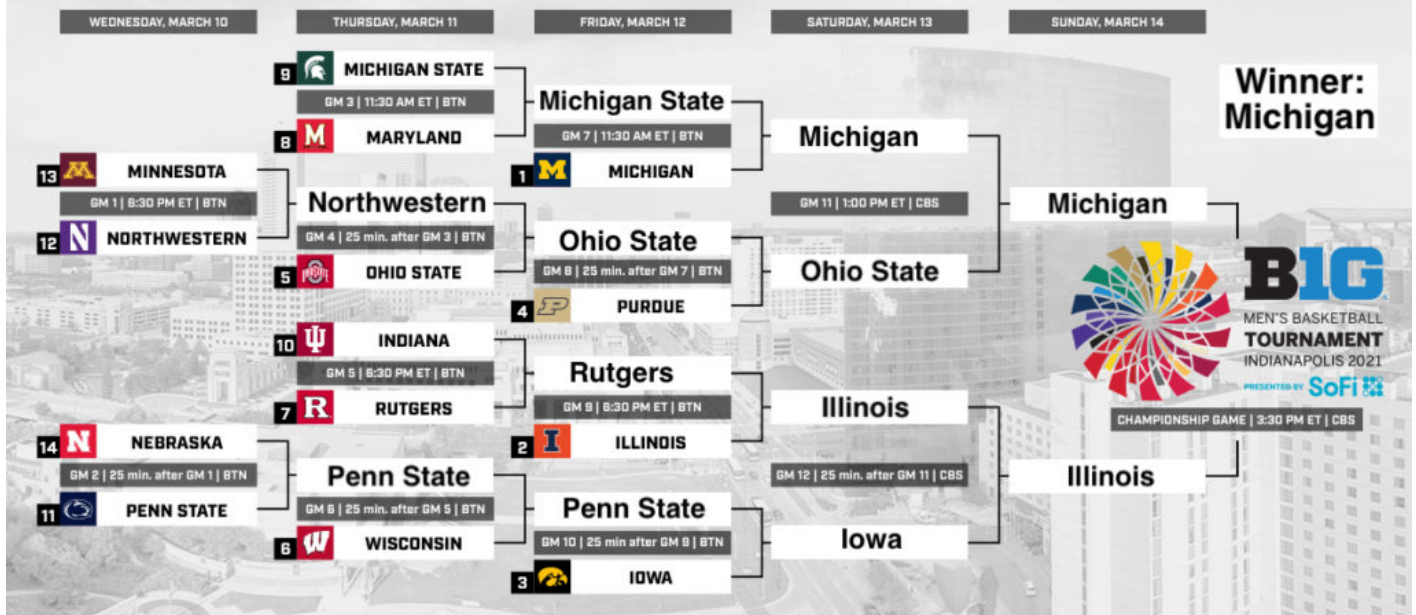 WEDNESDAY, MARCH 10
THURSDAY, MARCH 11
FRIDAY, MARCH 12
SATURDAY, MARCH 13
SUNDAY, MARCH 14
13 M MINNESOTA
GM 1 | 6:30 PM ET | BTN
12 N NORTHWESTERN
14 N NEBRASKA
GM 2 | 25 min. after GM 1 | BTN
11 PENN STATE
9 MICHIGAN STATE
GM 3 | 11:30 AM ET | BTN
8 M MARYLAND
Northwestern
GM 4 | 25 min. after GM 3 | BTN
5 OHIO STATE OHIO STATE
10 IU INDIANA
GM 5 | 6:30 PM ET | BTN
7 R RUTGERS
Penn State
GM 6 | 25 min. after GM 5 | BTN
6 W WISCONSIN
Michigan State
GM 7 | 11:30 AM ET | BTN
1 M MICHIGAN
Ohio State
GM 8 | 25 min. after GM 7 | BTN
4 P PURDUE
Rutgers
GM 9 | 6:30 PM ET | BTN
2 I ILLINOIS
Penn State
GM 10 | 25 min after GM 9 | BTN
3 IOWA
Michigan
GM 11 | 1:00 PM ET | CBS
Ohio State
Illinois
GM 12 | 25 min. after GM 11 | CBS
Iowa
Michigan
Illinois
Winner:
Michigan
B1G
MEN'S BASKETBALL
TOURNAMENT
INDIANAPOLIS 2021
PRESENTED BY SoFi
CHAMPIONSHIP GAME | 3:30 PM ET | CBS